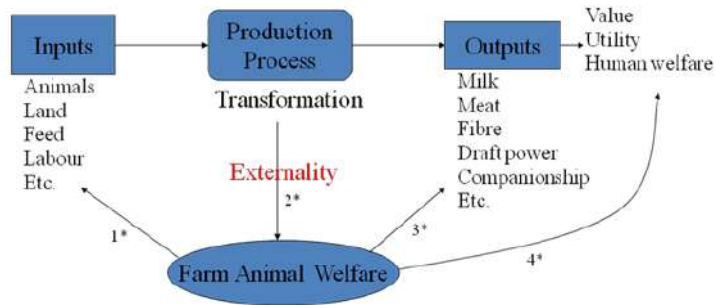 Inputs
Animals
Land
Feed
Labour
Etc.
Production
Process
Transformation
Externality
Outputs
Milk
Meat
Fibre
Draft power
Companionship
Etc.
Value
Utility
Human welfare
1*
2*
3*
4*
Farm Animal Welfare